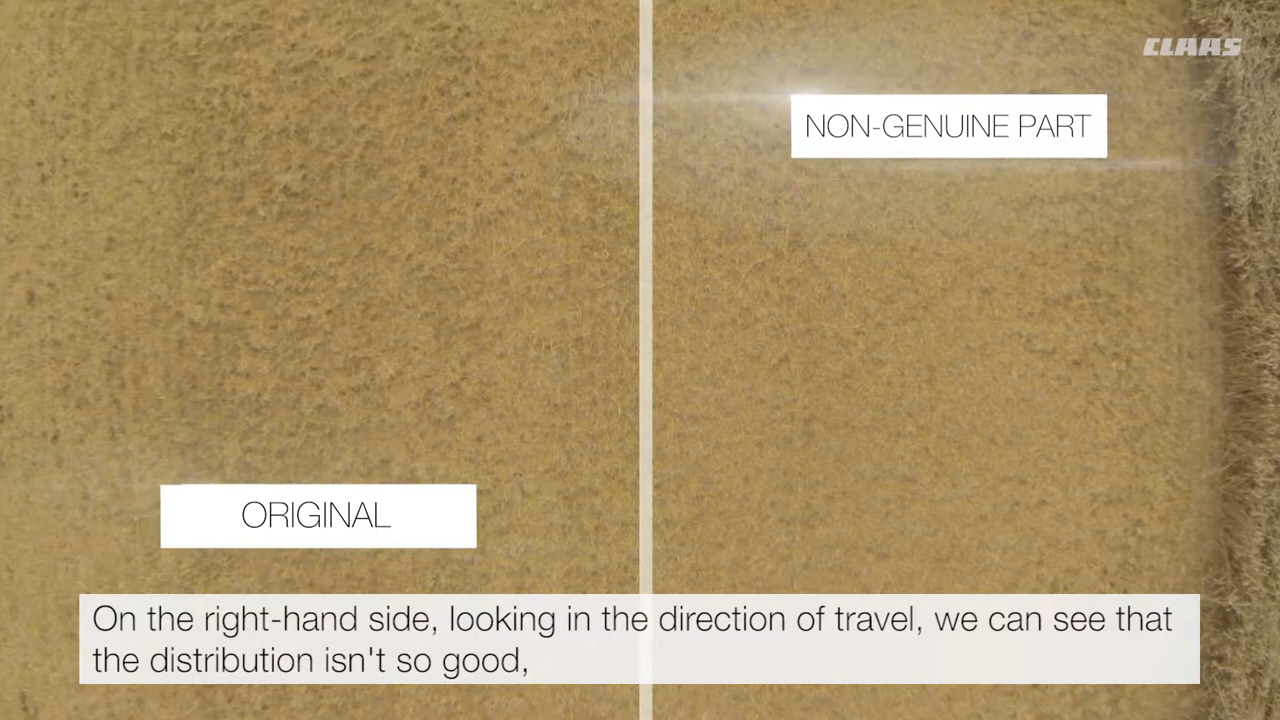 CLAAS
NON-GENUINE PART
ORIGINAL
On the right-hand side, looking in the direction of travel, we can see that
the distribution isn't so good,